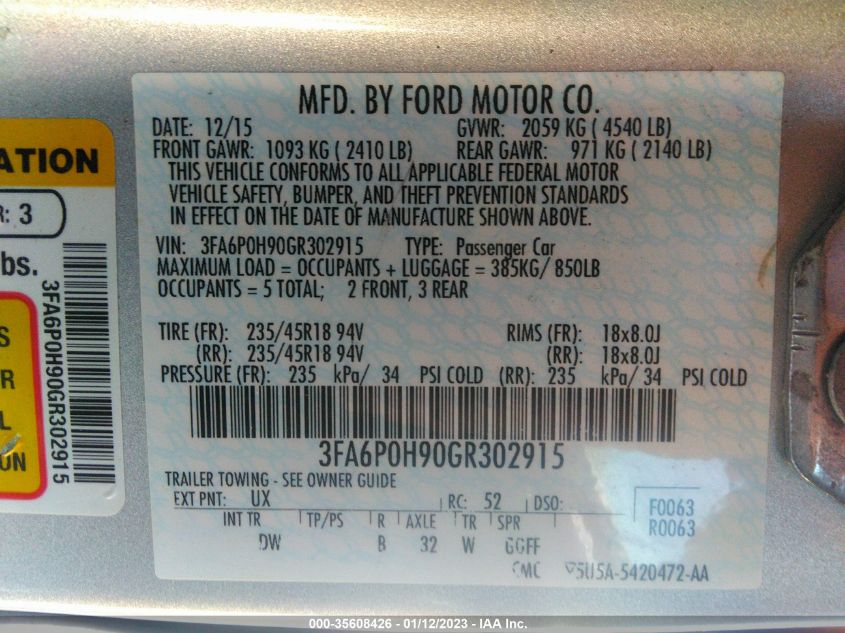 MFD. BY FORD MOTOR CO.
DATE: 12/15 GVWR: 2059 KG ( 4540 LB)
FRONT GAWR: 1093 KG ( 2410 LB) REAR GAWR: 971 KG ( 2140 LB)
THIS VEHICLE CONFORMS TO ALL APPLICABLE FEDERAL MOTOR
VEHICLE SAFETY, BUMPER, AND THEFT PREVENTION STANDARDS
IN EFFECT ON THE DATE OF MANUFACTURE SHOWN ABOVE.
VIN: 3FA6P0H90GR302915 TYPE: Passenger Car
MAXIMUM LOAD = OCCUPANTS + LUGGAGE = 385KG/ 850LB
OCCUPANTS = 5 TOTAL; 2 FRONT, 3 REAR
TIRE (FR): 235/45R18 94V RIMS (FR): 18x8.0J
(RR): 235/45R18 94V (RR): 18x8.0J
PRESSURE (FR): 235 kPa/ 34 PSI COLD (RR): 235 kPa/ 34 PSI COLD
3FA6P0H90GR302915
TRAILER TOWING - SEE OWNER GUIDE
EXT PNT: UX RC: 52 DSO: F0063
INT TR TP/PS R AXLE TR SPR R0063
DW B 32 W GGFF
CMC 5U5A-5420472-AA
ATION
R: 3
bs.
3FA6P0H90GR302915
S
R
L
ON
000-35608426 - 01/12/2023 - IAA Inc.